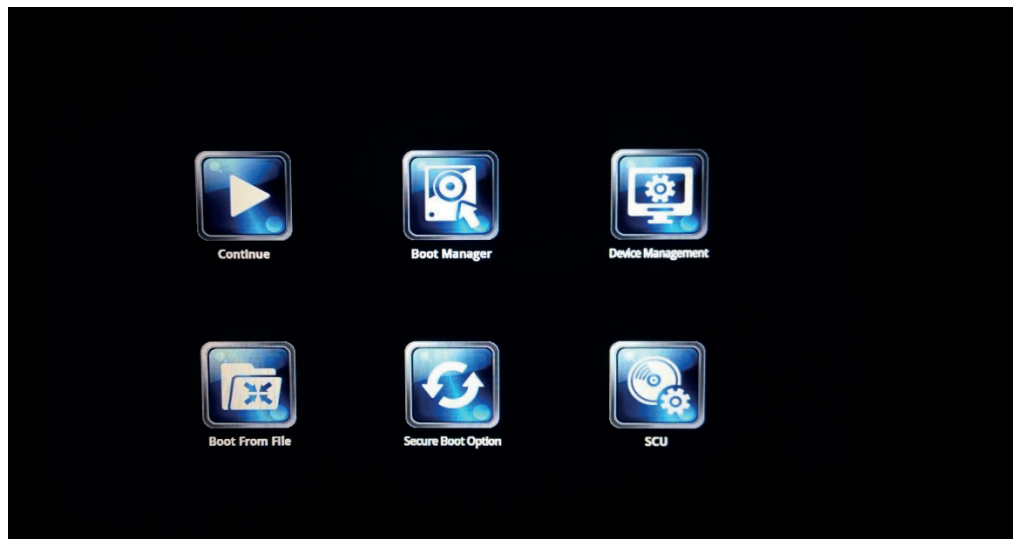 Continue
Boot Manager
Device Management
Boot From File
Secure Boot Option
SCU